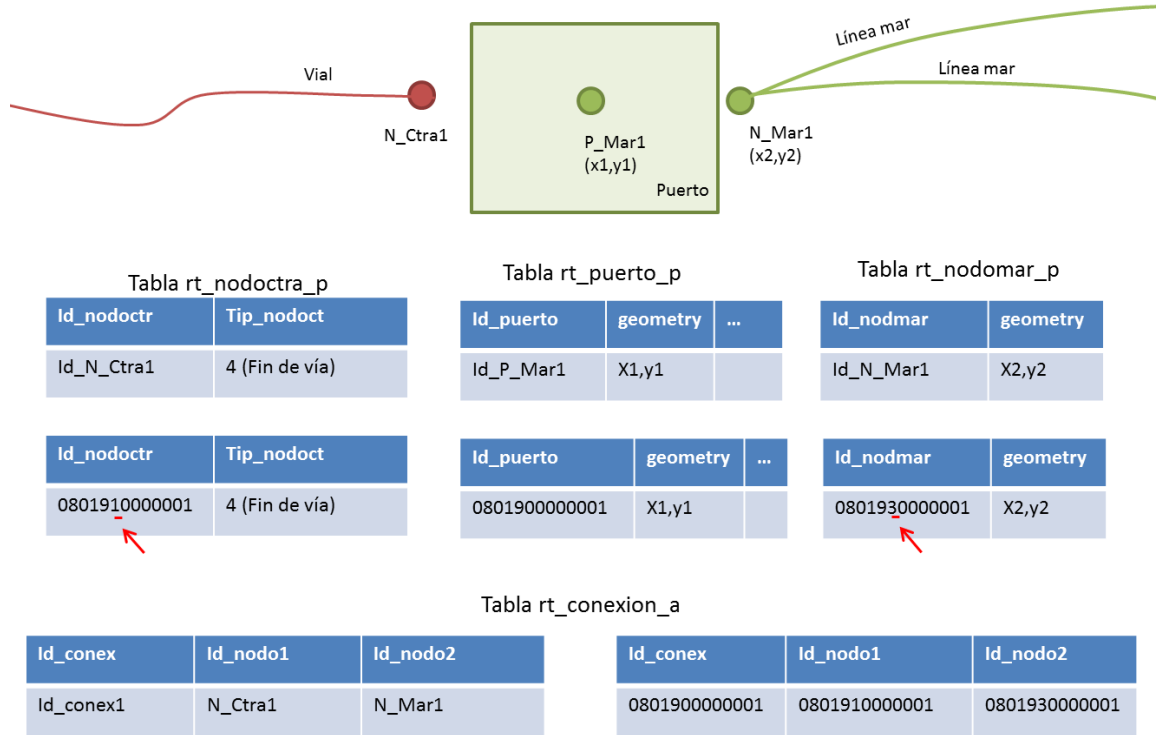 Vial
Línea mar
Línea mar
N_Ctra1
P_Mar1
(x1,y1)
N_Mar1
(x2,y2)
Puerto
Tabla rt_nodoctra_p
Id_nodoctr Tip_nodoct
Id_N_Ctra1 4 (Fin de vía)
Tabla rt_puerto_p
Id_puerto geometry ...
Id_P_Mar1 X1,y1
Tabla rt_nodomar_p
Id_nodmar geometry
Id_N_Mar1 X2,y2
Id_nodoctr Tip_nodoct
0801910000001 4 (Fin de vía)
Id_puerto geometry ...
0801900000001 X1,y1
Id_nodmar geometry
0801930000001 X2,y2
Tabla rt_conexion_a
Id_conex Id_nodo1 Id_nodo2
Id_conex1 N_Ctra1 N_Mar1
Id_conex Id_nodo1 Id_nodo2
0801900000001 0801910000001 0801930000001